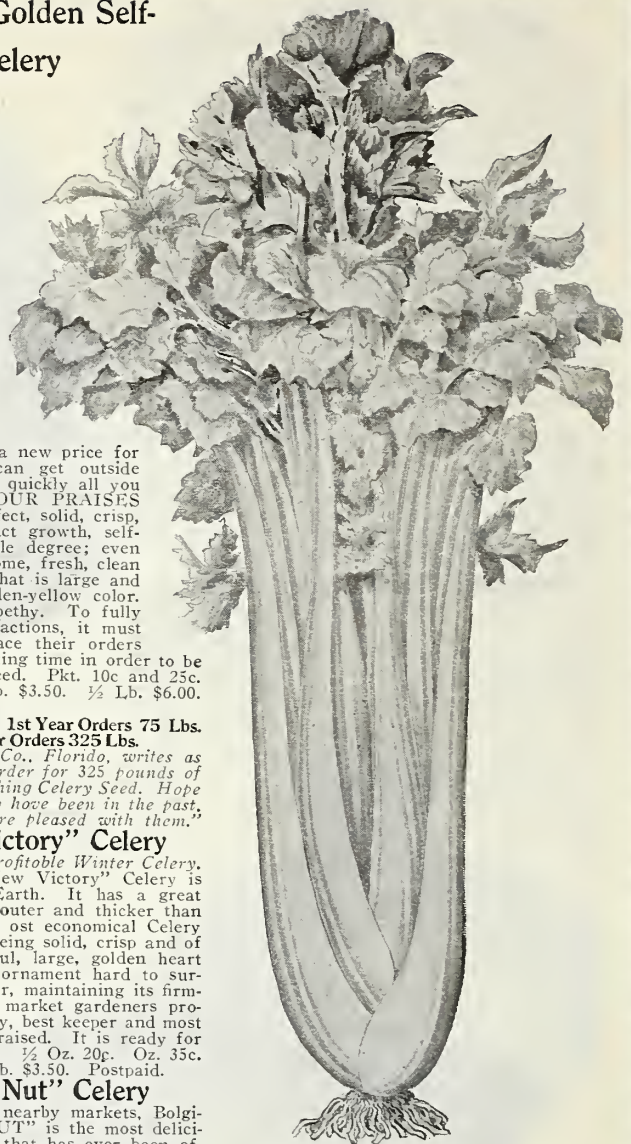 Golden Self-
elery
a new price for
can get outside
quickly all you
OUR PRAISES
fect, solid, crisp,
ct growth, self-
le degree; even
me, fresh, clean
hat is large and
len-yellow color.
pethy. To fully
actions, it must
ace their orders
ing time in order to be
ed. Pkt. 10c and 25c.
b. $3.50. ½ Lb. $6.00.
1st Year Orders 75 Lbs.
r Orders 325 Lbs.
Co., Florido, writes as
rder for 325 pounds of
hing Celery Seed. Hope
y hove been in the past.
re pleased with them."
ctory" Celery
rofitoble Winter Celery.
ew Victory" Celery is
Earth. It has a great
outer and thicker than
ost economical Celery
eing solid, crisp and of
ul, large, golden heart
ornament hard to sur-
r, maintaining its firm-
market gardeners pro-
y, best keeper and most
raised. It is ready for
½ Oz. 20c. Oz. 35c.
b. $3.50. Postpaid.
Nut" Celery
nearby markets, Bolgi-
UT" is the most delici-
that has ever been of-